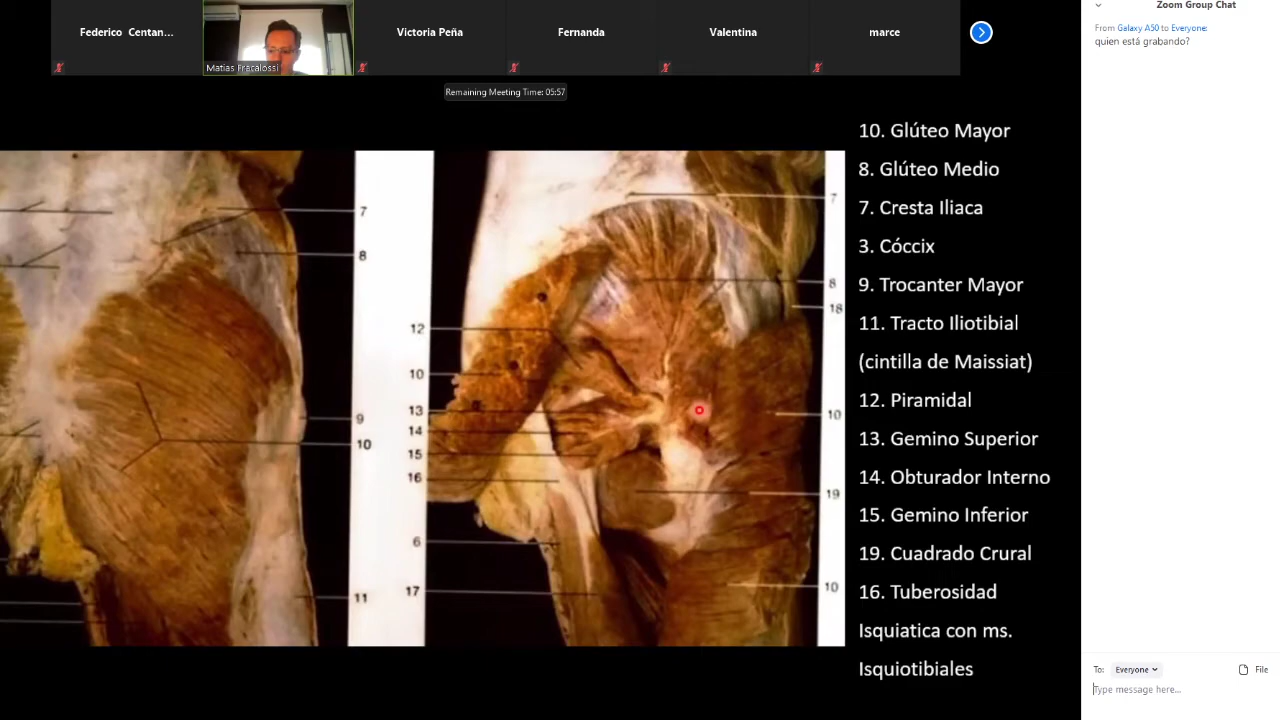 Federico Centan...
Matias Fracalossi
Victoria Peña
Fernanda
Valentina
marce
Remaining Meeting Time: 05:57
Zoom Group Chat
From Galaxy A50 to Everyone:
quien está grabando?
10. Glúteo Mayor
8. Glúteo Medio
7. Cresta Iliaca
3. Cóccix
9. Trocanter Mayor
11. Tracto Iliotibial
(cintilla de Maissiat)
12. Piramidal
13. Gemino Superior
14. Obturador Interno
15. Gemino Inferior
19. Cuadrado Crural
16. Tuberosidad
Isquiatica con ms.
Isquiotibiales
7
8
9
10
11
12
10
13
14
15
16
6
17
7
8
18
10
19
10
To: Everyone
File
Type message here...